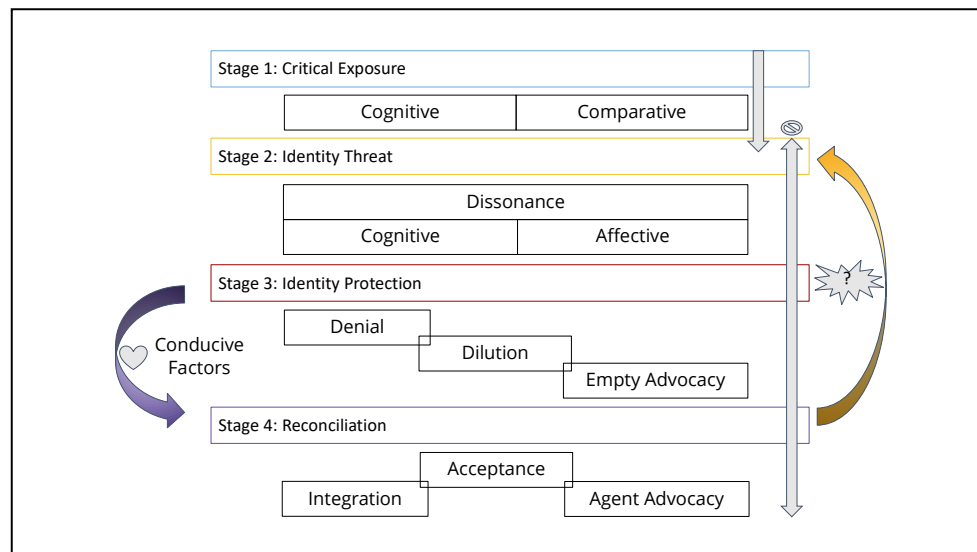 Stage 1: Critical Exposure
Cognitive
Comparative
Stage 2: Identity Threat
Dissonance
Cognitive
Affective
Stage 3: Identity Protection
?
Denial
Dilution
Empty Advocacy
Conducive
Factors
Stage 4: Reconciliation
Acceptance
Integration
Agent Advocacy